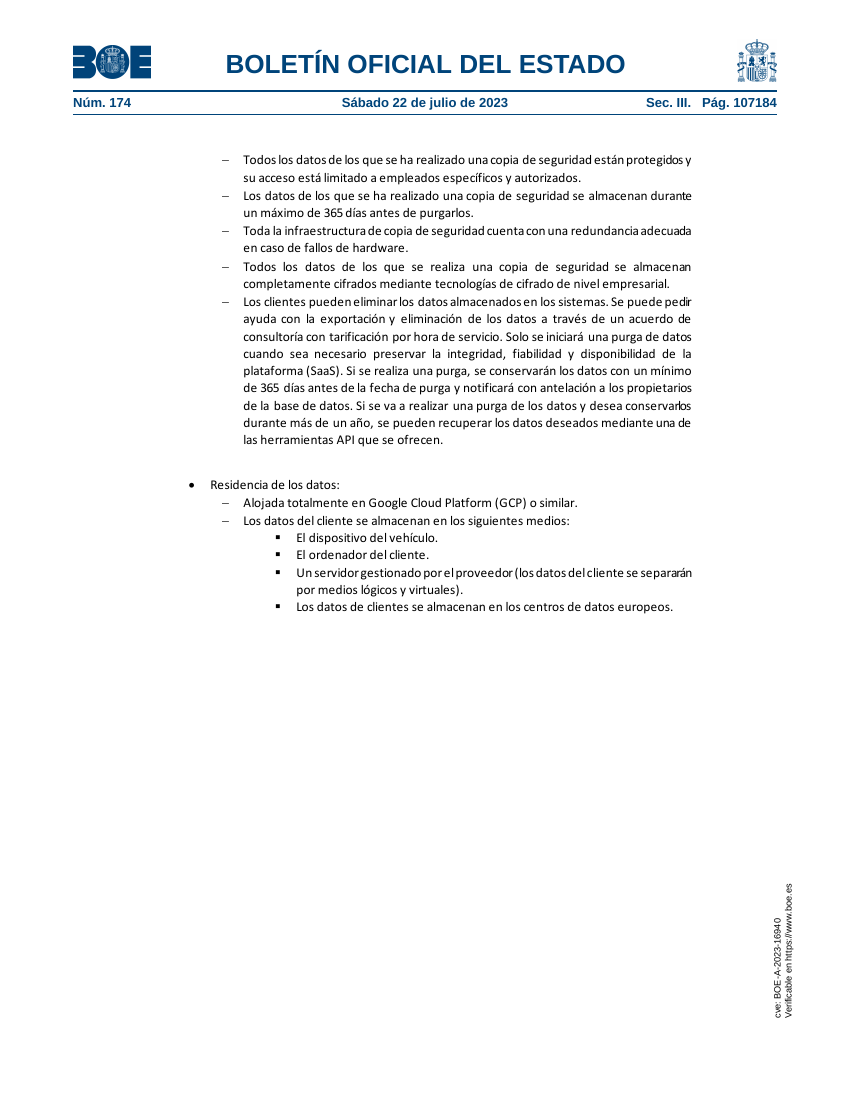 BOE
BOLETÍN OFICIAL DEL ESTADO
Núm. 174 Sábado 22 de julio de 2023 Sec. III. Pág. 107184
– Todos los datos de los que se ha realizado una copia de seguridad están protegidos y
su acceso está limitado a empleados específicos y autorizados.
– Los datos de los que se ha realizado una copia de seguridad se almacenan durante
un máximo de 365 días antes de purgarlos.
– Toda la infraestructura de copia de seguridad cuenta con una redundancia adecuada
en caso de fallos de hardware.
– Todos los datos de los que se realiza una copia de seguridad se almacenan
completamente cifrados mediante tecnologías de cifrado de nivel empresarial.
– Los clientes pueden eliminar los datos almacenados en los sistemas. Se puede pedir
ayuda con la exportación y eliminación de los datos a través de un acuerdo de
consultoría con tarificación por hora de servicio. Solo se iniciará una purga de datos
cuando sea necesario preservar la integridad, fiabilidad y disponibilidad de la
plataforma (SaaS). Si se realiza una purga, se conservarán los datos con un mínimo
de 365 días antes de la fecha de purga y notificará con antelación a los propietarios
de la base de datos. Si se va a realizar una purga de los datos y desea conservarlos
durante más de un año, se pueden recuperar los datos deseados mediante una de
las herramientas API que se ofrecen.
• Residencia de los datos:
– Alojada totalmente en Google Cloud Platform (GCP) o similar.
– Los datos del cliente se almacenan en los siguientes medios:
▪ El dispositivo del vehículo.
▪ El ordenador del cliente.
▪ Un servidor gestionado por el proveedor (los datos del cliente se separarán
por medios lógicos y virtuales).
▪ Los datos de clientes se almacenan en los centros de datos europeos.
cve: BOE-A-2023-16940
Verificable en https://www.boe.es